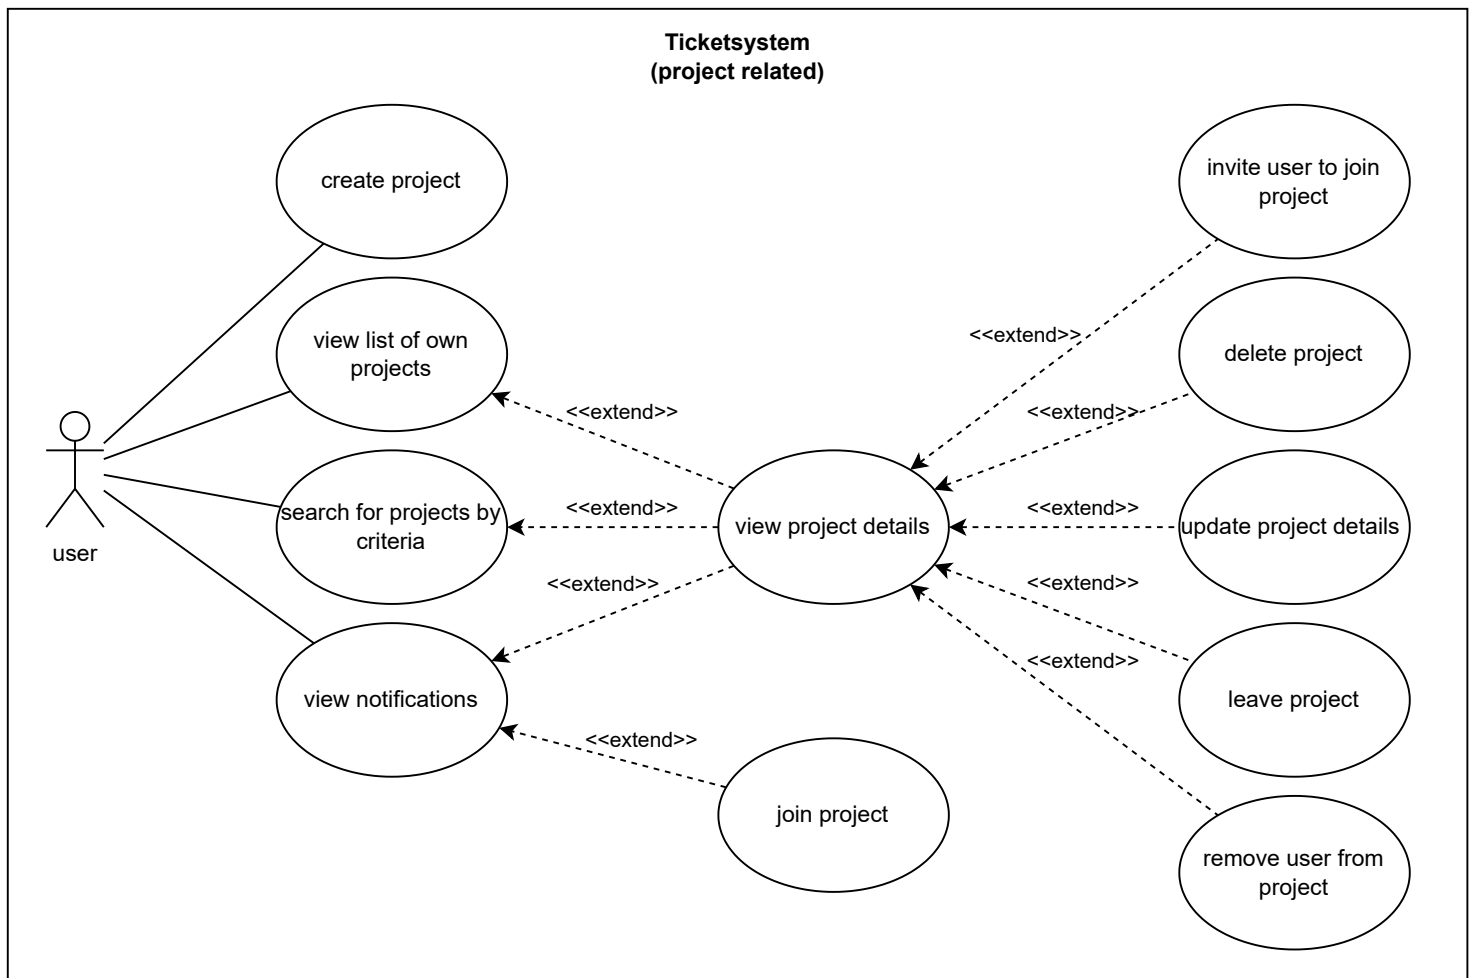 Ticketsystem
(project related)
create project
invite user to join
project
view list of own
projects
delete project
<<extend>>
<<extend>>
<<extend>>
search for projects by
criteria
<<extend>>
view project details
<<extend>>
update project details
user
<<extend>>
<<extend>>
<<extend>>
view notifications
leave project
<<extend>>
join project
remove user from
project